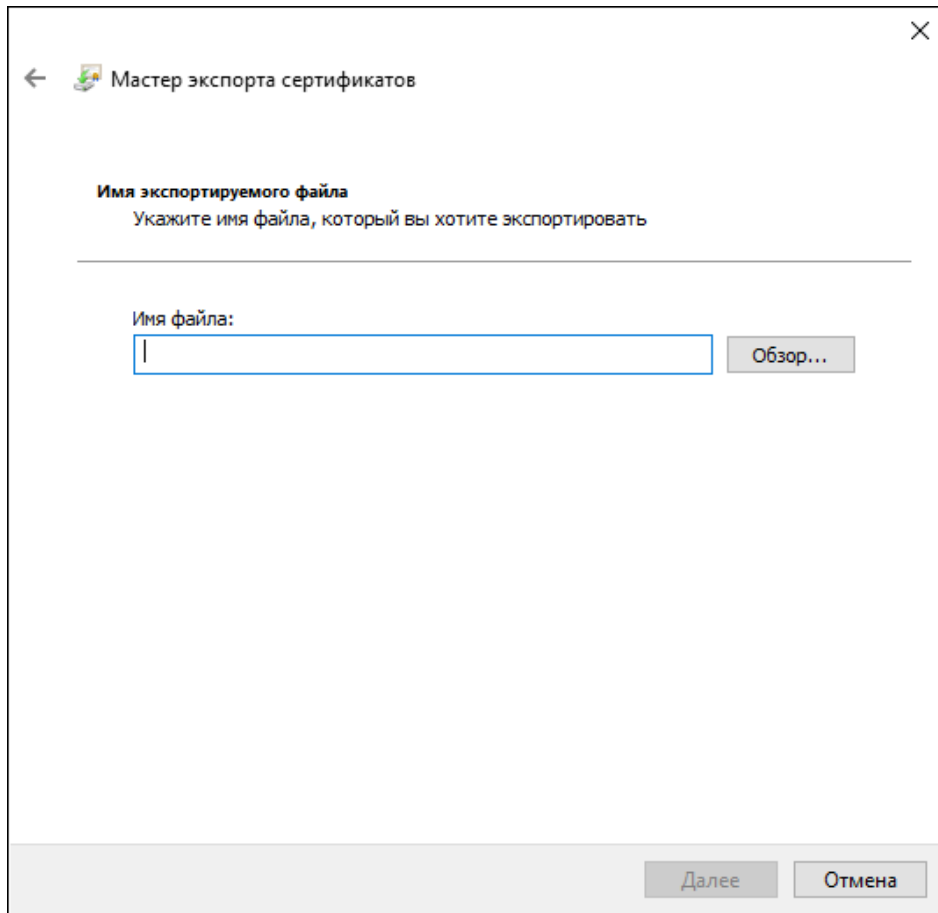 Мастер экспорта сертификатов
Имя экспортируемого файла
Укажите имя файла, который вы хотите экспортировать
Имя файла:
Обзор...
Далее
Отмена